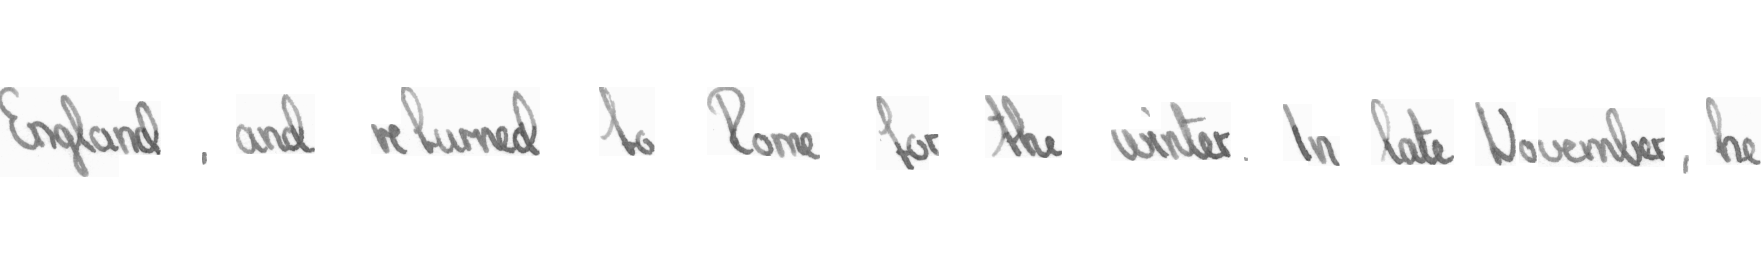 England, and returned to Rome for the winter. In late November, he